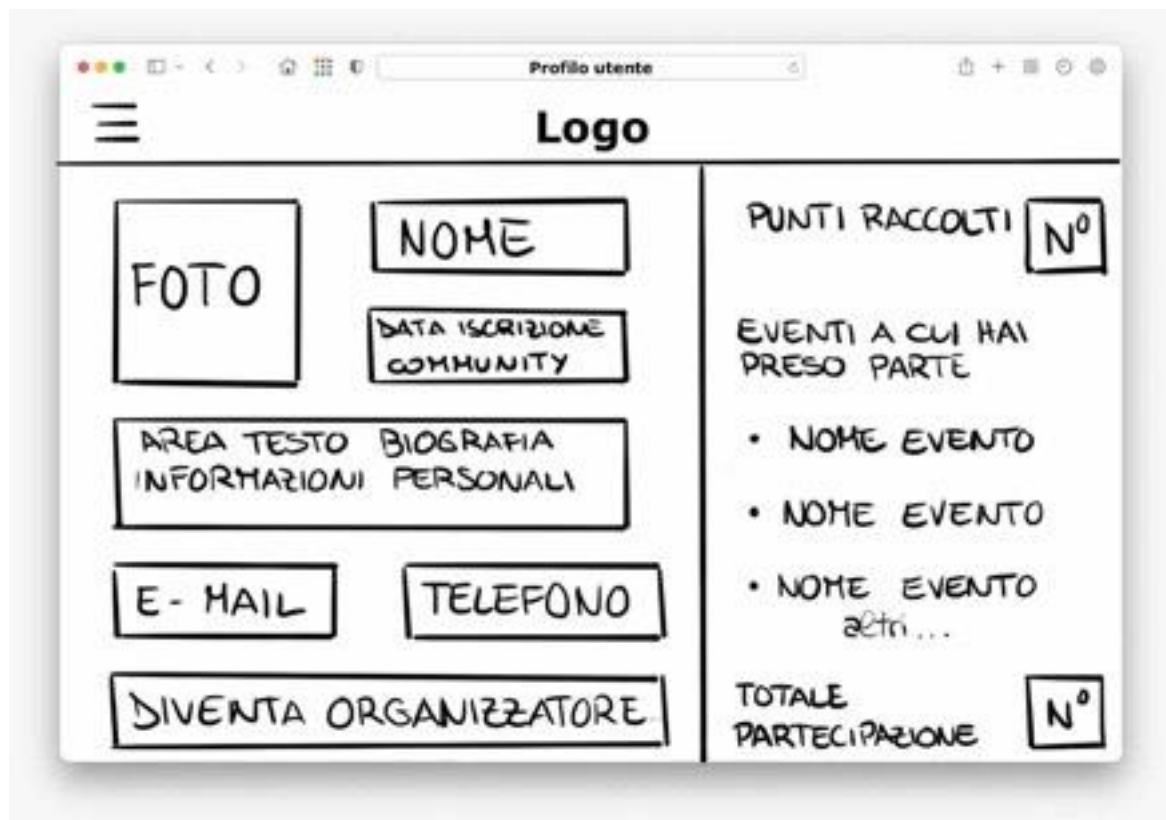 Profilo utente
Logo
FOTO
NOME
DATA ISCRIZIONE
COMMUNITY
AREA TESTO BIOGRAFIA
INFORMAZIONI PERSONALI
E-MAIL
TELEFONO
DIVENTA ORGANIZZATORE
PUNTI RACCOLTI
N°
EVENTI A CUI HAI
PRESO PARTE
• NOME EVENTO
• NOME EVENTO
• NOME EVENTO
altri...
TOTALE
PARTECIPAZIONE
N°